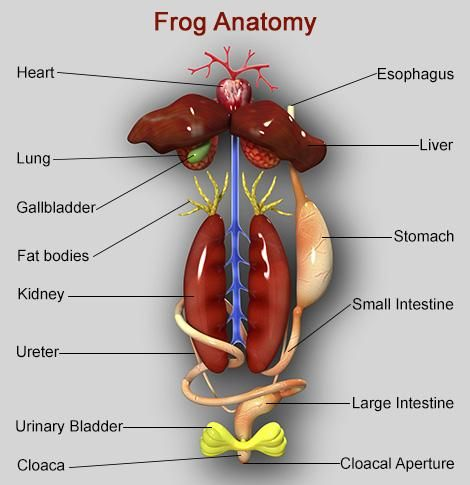 Frog Anatomy
Heart
Esophagus
Liver
Lung
Gallbladder
Stomach
Fat bodies
Kidney
Small Intestine
Ureter
Large Intestine
Urinary Bladder
Cloaca
Cloacal Aperture